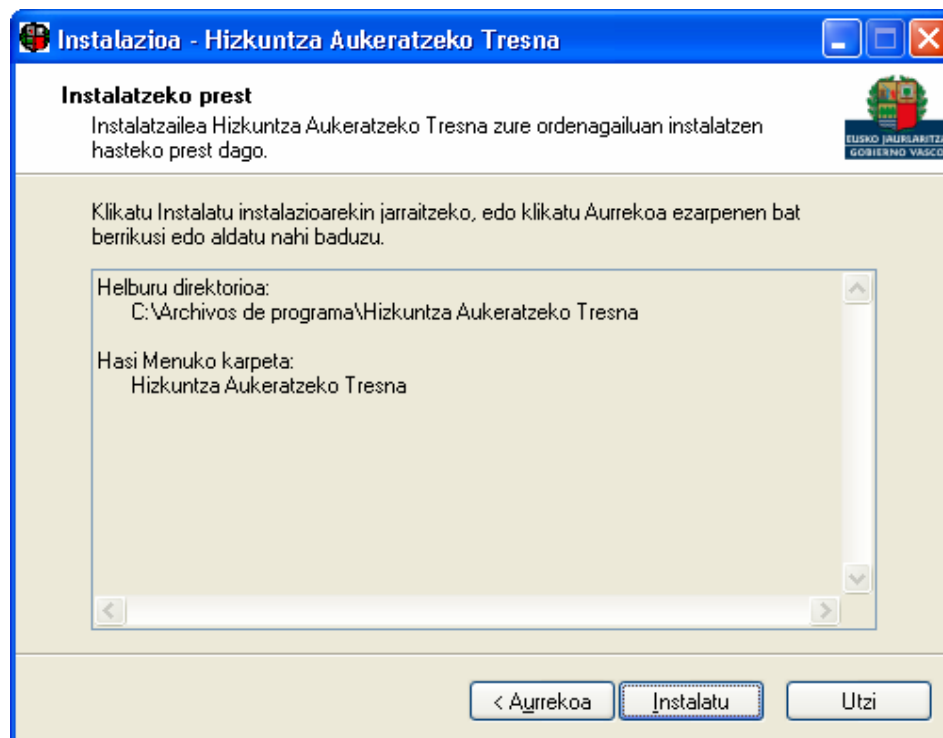 Instalazioa - Hizkuntza Aukeratzeko Tresna
Instalatzeko prest
Instalatzailea Hizkuntza Aukeratzeko Tresna zure ordenagailuan instalatzen
hasteko prest dago.
EUSKO JAURLARITZA
GOBIERNO VASCO
Klikatu Instalatu instalazioarekin jarraitzeko, edo klikatu Aurrekoa ezarpenen bat
berrikusi edo aldatu nahi baduzu.
Helburu direktorioa:
C:\Archivos de programa\Hizkuntza Aukeratzeko Tresna
Hasi Menuko karpeta:
Hizkuntza Aukeratzeko Tresna
< Aurrekoa
Instalatu
Utzi